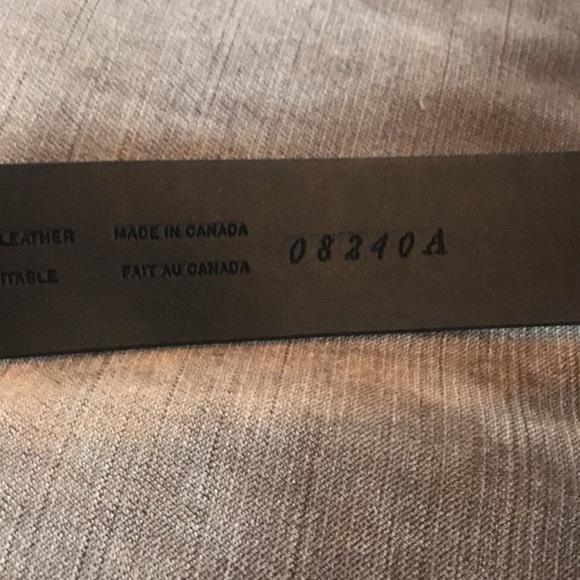 LEATHER MADE IN CANADA 08240A
ITABLE FAIT AU CANADA